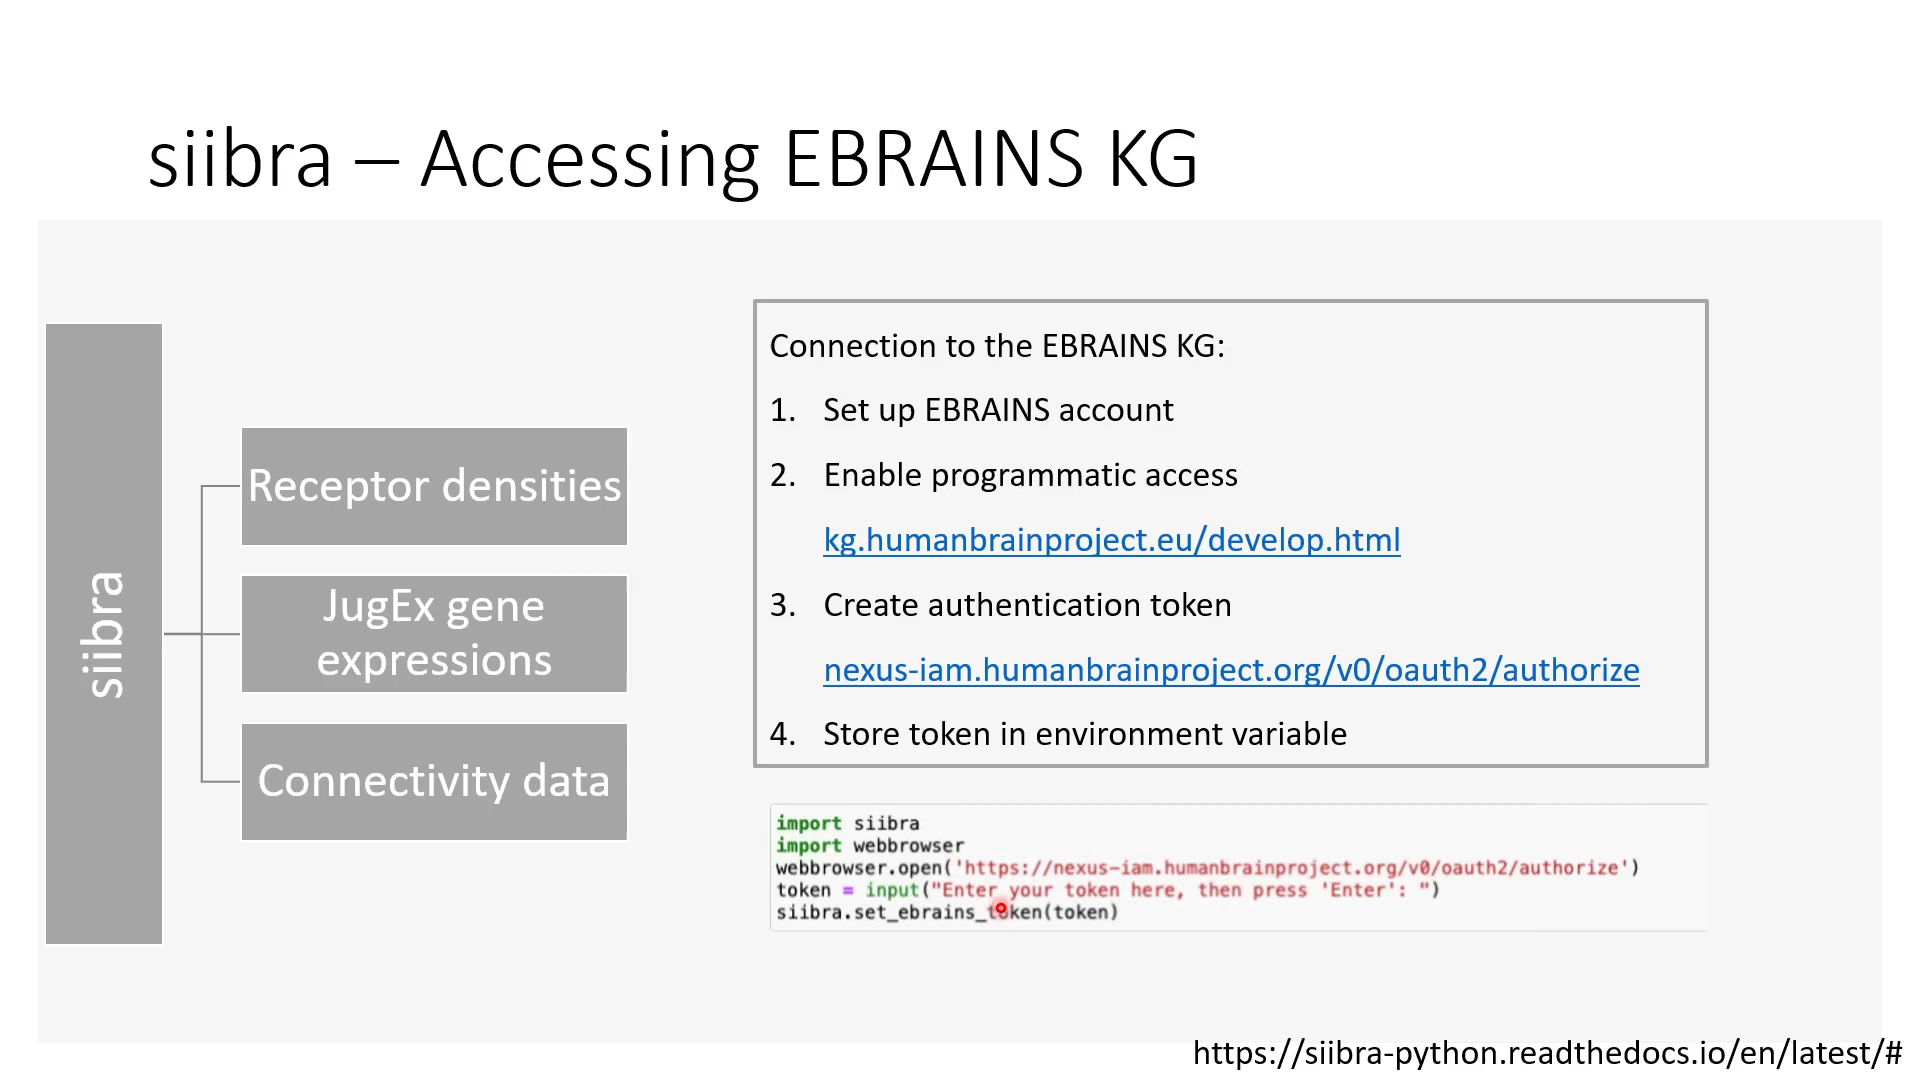 siibra – Accessing EBRAINS KG
siibra
Receptor densities
JugEx gene
expressions
Connectivity data
Connection to the EBRAINS KG:
1. Set up EBRAINS account
2. Enable programmatic access
kg.humanbrainproject.eu/develop.html
3. Create authentication token
nexus-iam.humanbrainproject.org/v0/oauth2/authorize
4. Store token in environment variable
import siibra
import webbrowser
webbrowser.open('https://nexus-iam.humanbrainproject.org/v0/oauth2/authorize')
token = input("Enter your token here, then press 'Enter': ")
siibra.set_ebrains_token(token)
https://siibra-python.readthedocs.io/en/latest/#